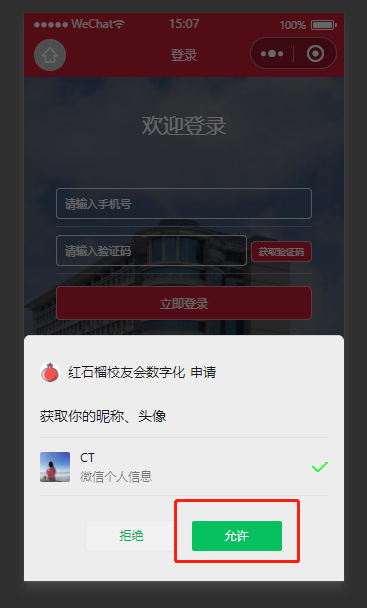 ●●●●● WeChat 15:07 100%
登录
欢迎登录
请输入手机号
请输入验证码 获取验证码
立即登录
红石榴校友会数字化 申请
获取你的昵称、头像
CT
微信个人信息
拒绝 允许